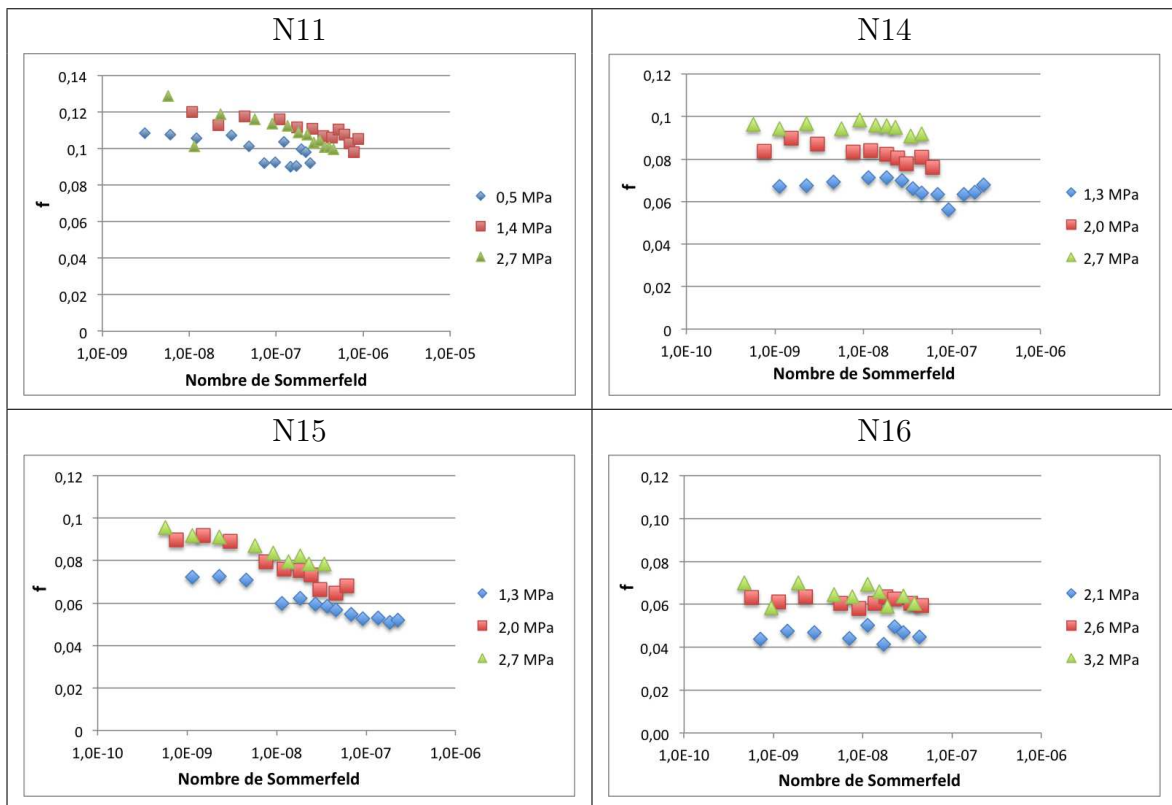 N11
0,14
0,12
0,1
0,08
0,06
0,04
0,02
0
f
1,0E-09 1,0E-08 1,0E-07 1,0E-06 1,0E-05
Nombre de Sommerfeld
0,5 MPa
1,4 MPa
2,7 MPa
N14
0,12
0,1
0,08
0,06
0,04
0,02
0
f
1,0E-10 1,0E-09 1,0E-08 1,0E-07 1,0E-06
Nombre de Sommerfeld
1,3 MPa
2,0 MPa
2,7 MPa
N15
0,12
0,1
0,08
0,06
0,04
0,02
0
f
1,0E-10 1,0E-09 1,0E-08 1,0E-07 1,0E-06
Nombre de Sommerfeld
1,3 MPa
2,0 MPa
2,7 MPa
N16
0,12
0,10
0,08
0,06
0,04
0,02
0,00
f
1,0E-10 1,0E-09 1,0E-08 1,0E-07 1,0E-06
Nombre de Sommerfeld
2,1 MPa
2,6 MPa
3,2 MPa